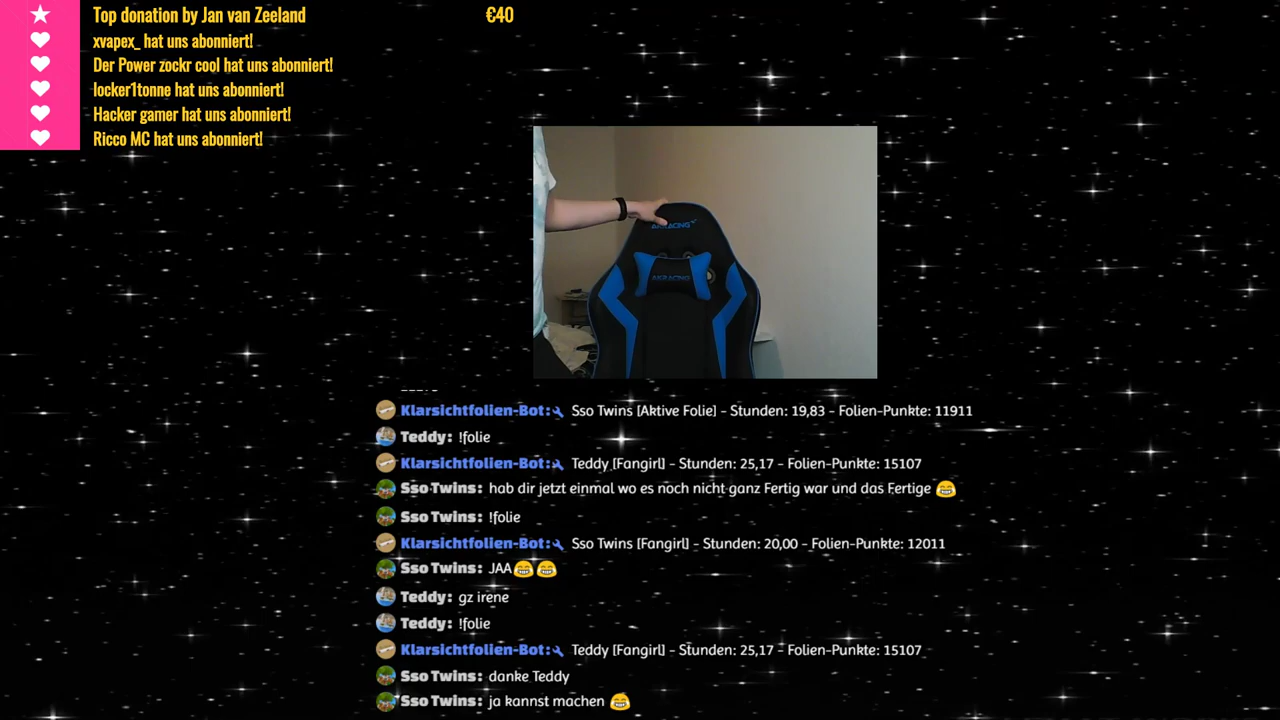 Top donation by Jan van Zeeland €40
xvapex_ hat uns abonniert!
Der Power zockr cool hat uns abonniert!
locker1tonne hat uns abonniert!
Hacker gamer hat uns abonniert!
Ricco MC hat uns abonniert!
AKRACING
Klarsichtfolien-Bot: Sso Twins [Aktive Folie] - Stunden: 19,83 - Folien-Punkte: 11911
Teddy: !folie
Klarsichtfolien-Bot: Teddy [Fangirl] - Stunden: 25,17 - Folien-Punkte: 15107
Sso Twins: hab dir jetzt einmal wo es noch nicht ganz Fertig war und das Fertige 😂
Sso Twins: !folie
Klarsichtfolien-Bot: Sso Twins [Fangirl] - Stunden: 20,00 - Folien-Punkte: 12011
Sso Twins: JAA😂😂
Teddy: gz irene
Teddy: !folie
Klarsichtfolien-Bot: Teddy [Fangirl] - Stunden: 25,17 - Folien-Punkte: 15107
Sso Twins: danke Teddy
Sso Twins: ja kannst machen 😂